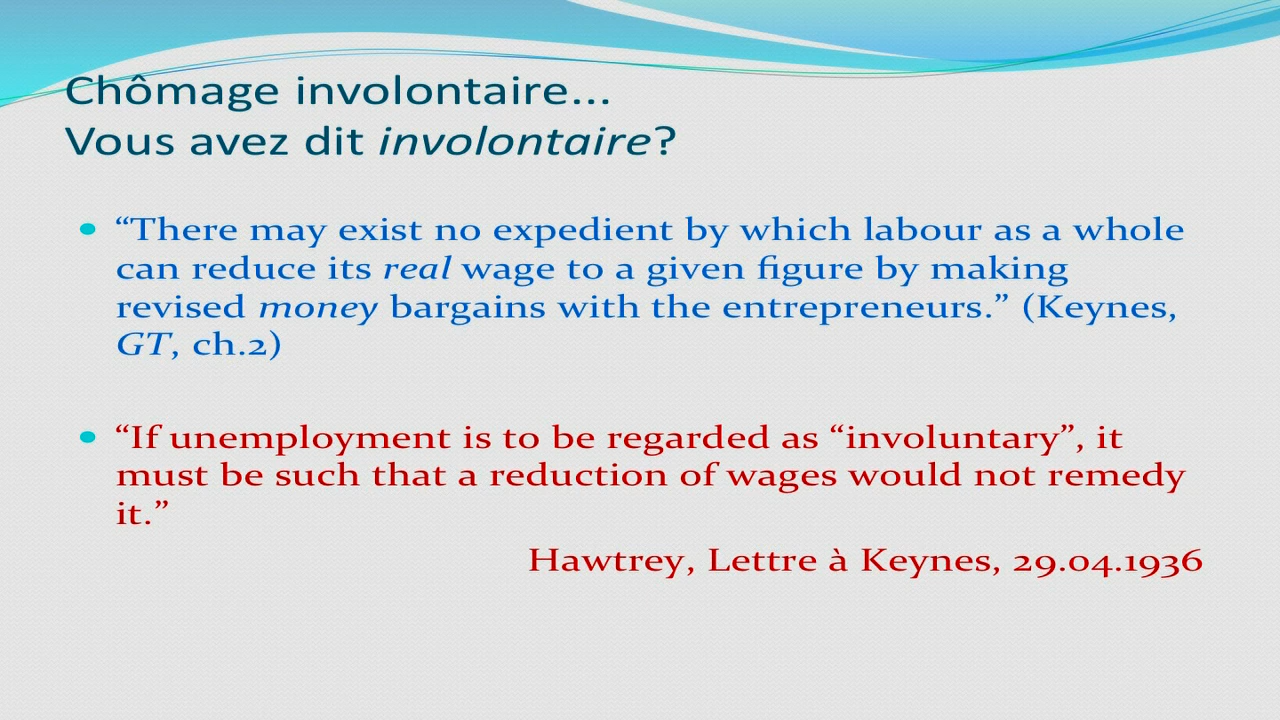 Chômage involontaire...
Vous avez dit involontaire?
• “There may exist no expedient by which labour as a whole
can reduce its real wage to a given figure by making
revised money bargains with the entrepreneurs.” (Keynes,
GT, ch.2)
• “If unemployment is to be regarded as “involuntary”, it
must be such that a reduction of wages would not remedy
it.”
Hawtrey, Lettre à Keynes, 29.04.1936